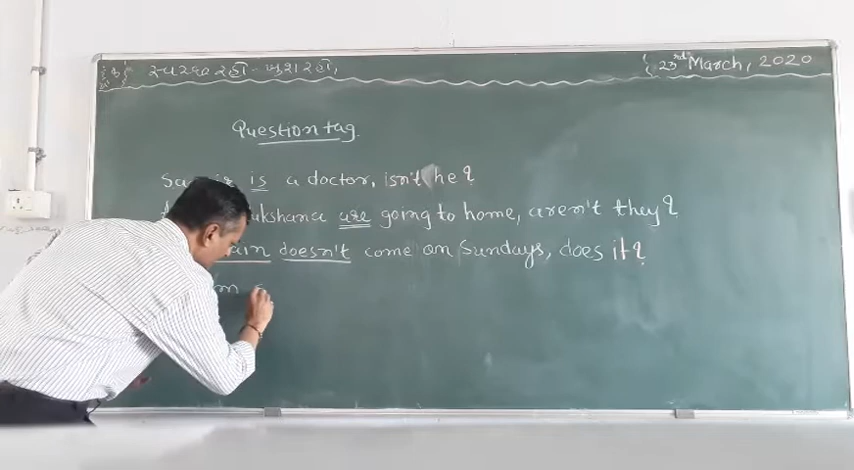 સ્વસ્થ રહો - ખુશ રહો,
23rd March, 2020
Question tag
is a doctor, isn't he?
are going to home, aren't they?
doesn't come on Sundays, does it?